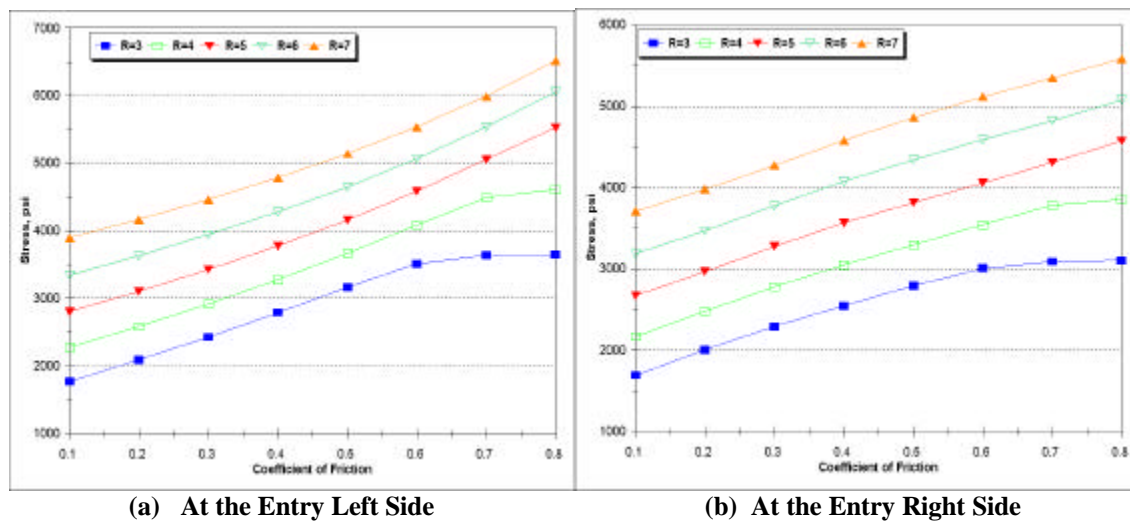 7000
6000
5000
4000
3000
2000
1000
R=3 R=4 R=5 R=6 R=7
Stress, psi
0.1 0.2 0.3 0.4 0.5 0.6 0.7 0.8
Coefficient of Friction
(a) At the Entry Left Side
6000
5000
4000
3000
2000
1000
R=3 R=4 R=5 R=6 R=7
Stress, psi
0.1 0.2 0.3 0.4 0.5 0.6 0.7 0.8
Coefficient of Friction
(b) At the Entry Right Side